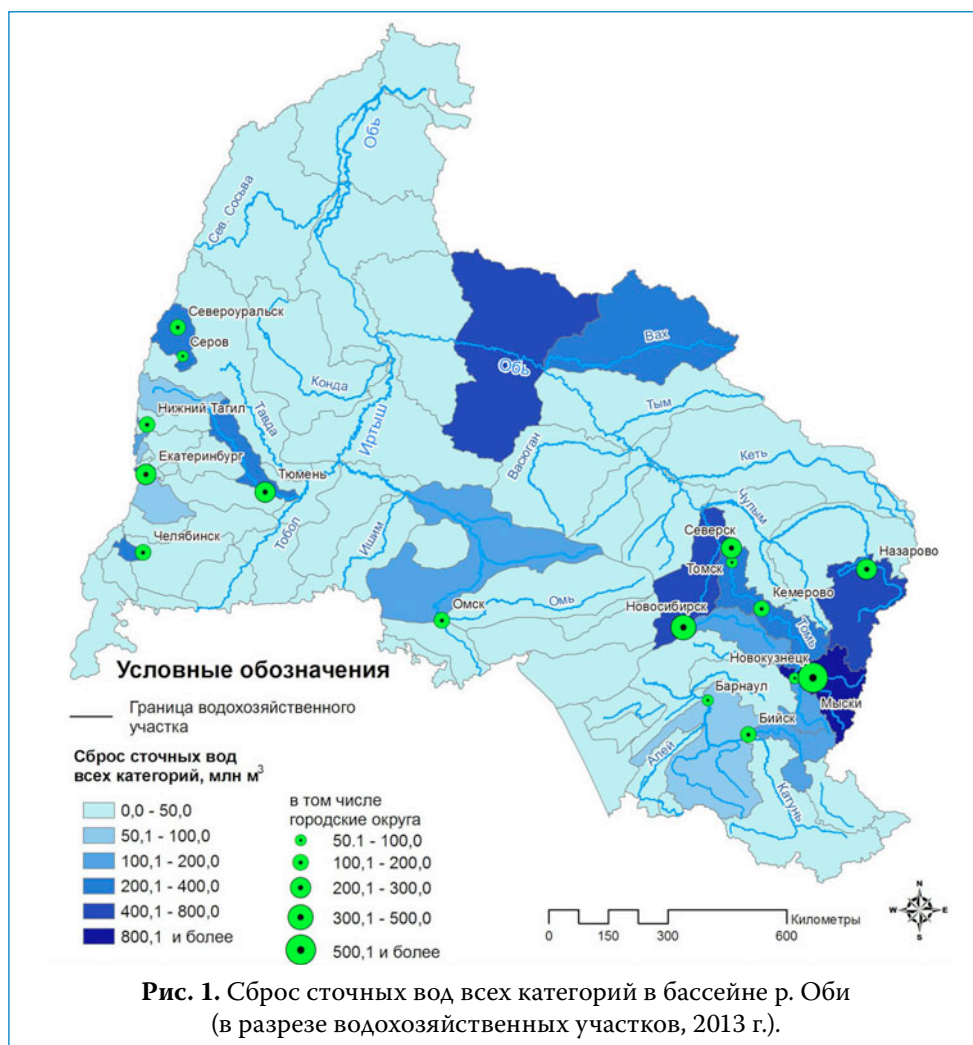 Обь
Сев. Сосьва
Североуральск
Серов
Вах
Обь
Конда
Тым
Нижний Тагил
Тавда
Иртыш
Васюган
Кеть
Екатеринбург
Тюмень
Чулым
Тобол
Ишим
Северск
Челябинск
Назарово
Томск
Омск
Омь
Кемерово
Новосибирск
Томь
Новокузнецк
Мыски
Барнаул
Бийск
Алей
Катунь
Условные обозначения
Граница водохозяйственного
участка
Сброс сточных вод
всех категорий, млн м³
0,0 - 50,0
50,1 - 100,0
100,1 - 200,0
200,1 - 400,0
400,1 - 800,0
800,1 и более
в том числе
городские округа
50.1 - 100,0
100,1 - 200,0
200,1 - 300,0
300,1 - 500,0
500,1 и более
N
W E
S
Километры
0 150 300 600
Рис. 1. Сброс сточных вод всех категорий в бассейне р. Оби
(в разрезе водохозяйственных участков, 2013 г.).